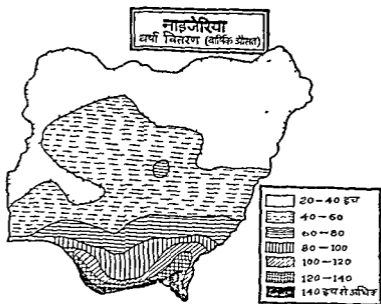 नाइजेरिया
वर्षा वितरण (वार्षिक औसत)
20-40 इंच
40-60
60-80
80-100
100-120
120-140
140 इंच से अधिक